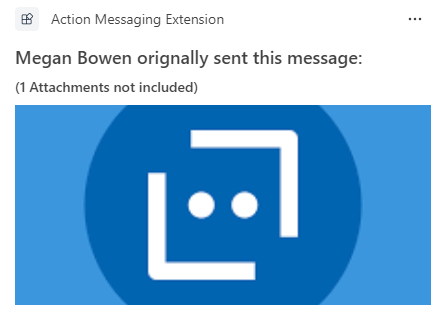 Action Messaging Extension
Megan Bowen orignally sent this message:
(1 Attachments not included)